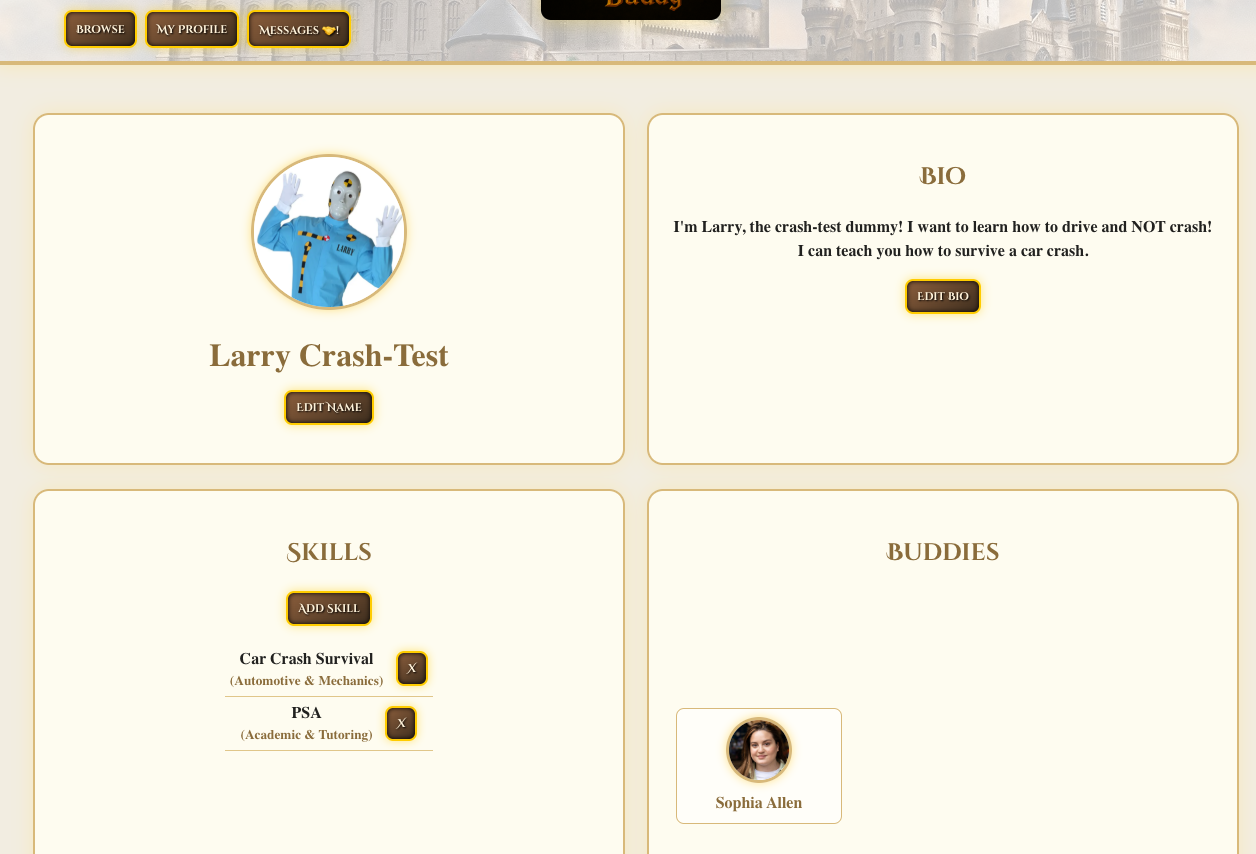 Buddy
Browse
My Profile
Messages 🤝!
LARRY
Larry Crash-Test
Edit Name
Bio
I'm Larry, the crash-test dummy! I want to learn how to drive and NOT crash!
I can teach you how to survive a car crash.
Edit Bio
Skills
Add Skill
Car Crash Survival
(Automotive & Mechanics)
X
PSA
(Academic & Tutoring)
X
Buddies
Sophia Allen